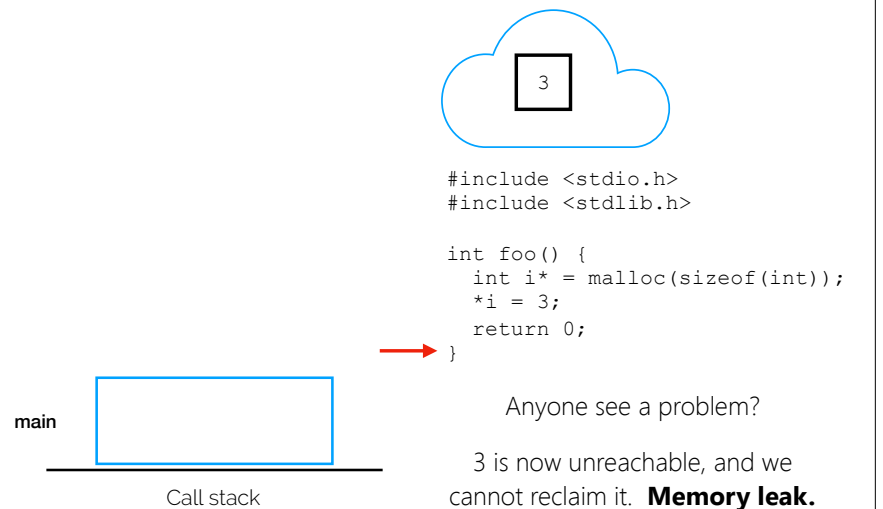 3
#include <stdio.h>
#include <stdlib.h>
int foo() {
  int i* = malloc(sizeof(int));
  *i = 3;
  return 0;
}
main
Call stack
Anyone see a problem?
3 is now unreachable, and we
cannot reclaim it. Memory leak.